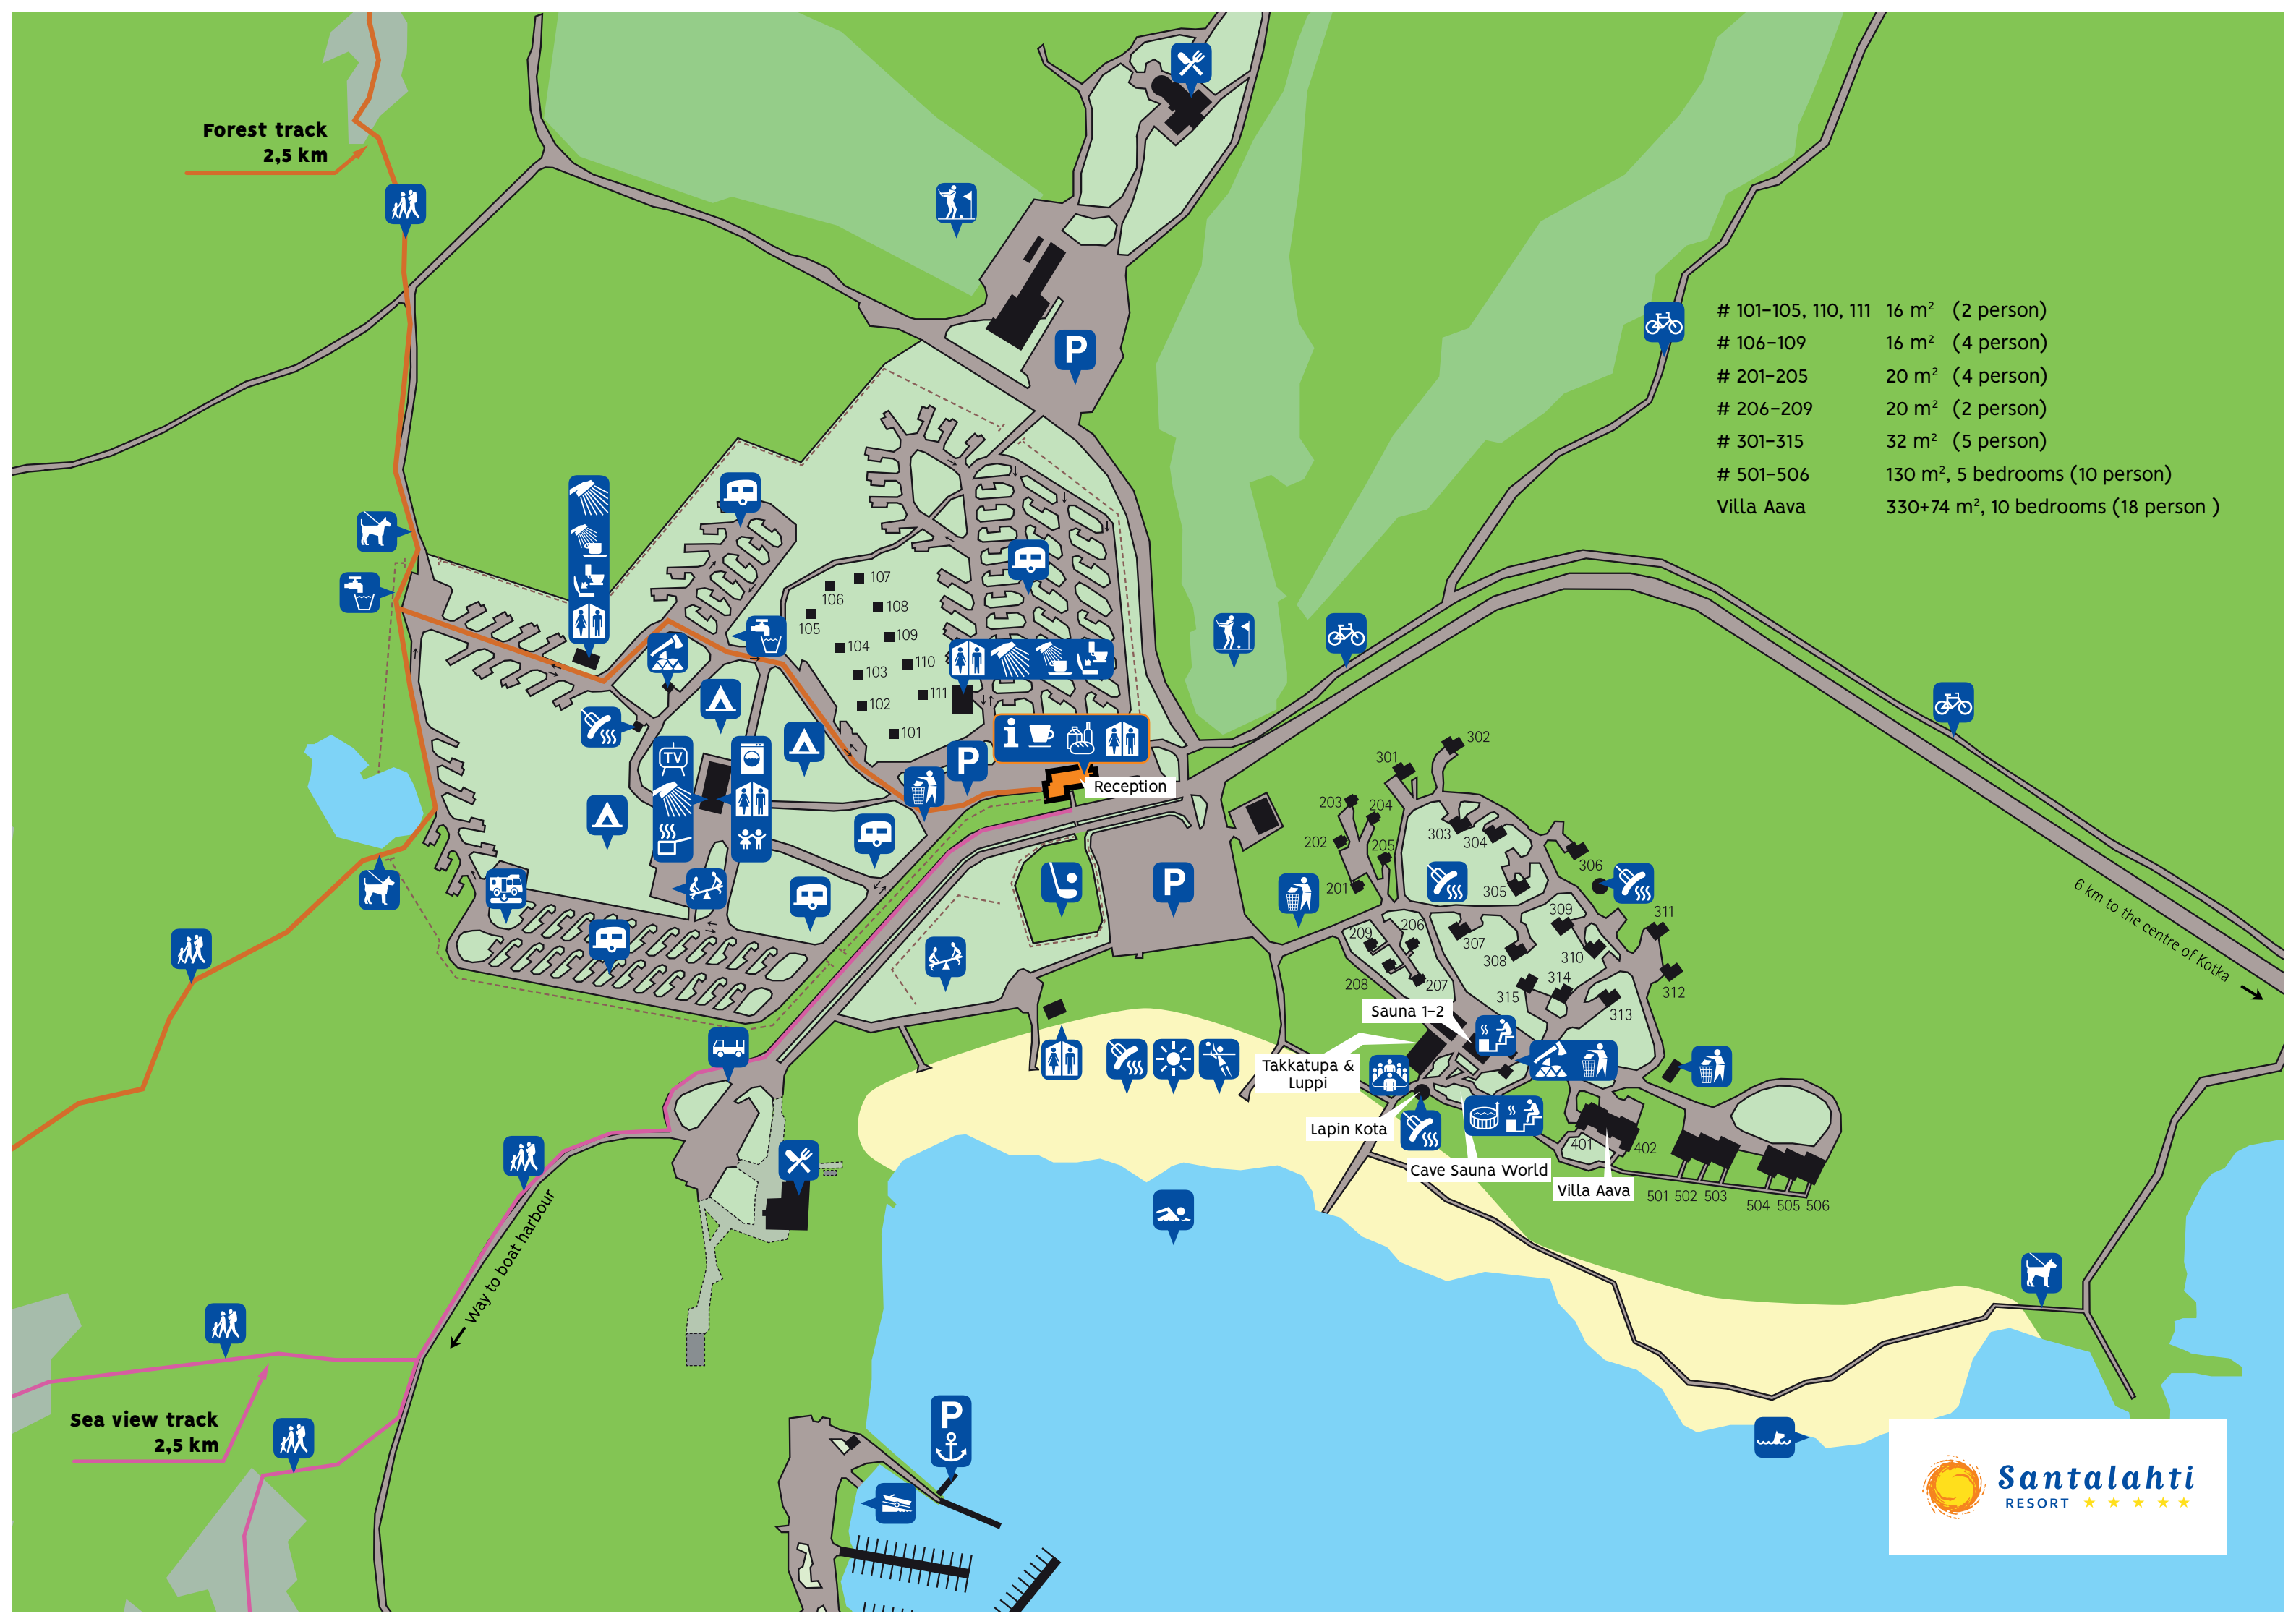 Forest track
2,5 km
# 101–105, 110, 111 16 m² (2 person)
# 106–109 16 m² (4 person)
# 201–205 20 m² (4 person)
# 206–209 20 m² (2 person)
# 301–315 32 m² (5 person)
# 501–506 130 m², 5 bedrooms (10 person)
Villa Aava 330+74 m², 10 bedrooms (18 person )
P
107
106
108
105
109
104
110
103
111
102
101
TV
P
i
Reception
P
302
301
203
204
303
304
202
205
306
305
201
309
311
206
209
307
310
308
314
312
208
207
315
313
6 km to the centre of Kotka
Sauna 1–2
Takkatupa &
Luppi
Lapin Kota
401
402
Cave Sauna World
Villa Aava
501 502 503
504 505 506
Way to boat harbour
Sea view track
2,5 km
P
Santalahti
RESORT